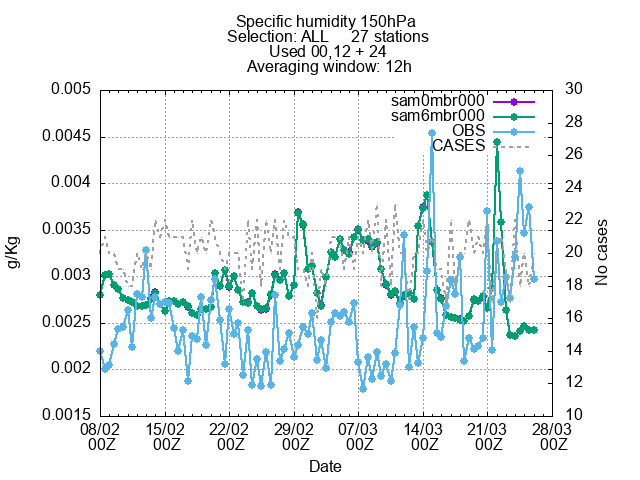 Specific humidity 150hPa
Selection: ALL 27 stations
Used 00,12 + 24
Averaging window: 12h
sam0mbr000
sam6mbr000
OBS
CASES
0.005
0.0045
0.004
0.0035
0.003
0.0025
0.002
0.0015
g/Kg
30
28
26
24
22
20
18
16
14
12
10
No cases
08/02 15/02 22/02 29/02 07/03 14/03 21/03 28/03
00Z 00Z 00Z 00Z 00Z 00Z 00Z 00Z
Date